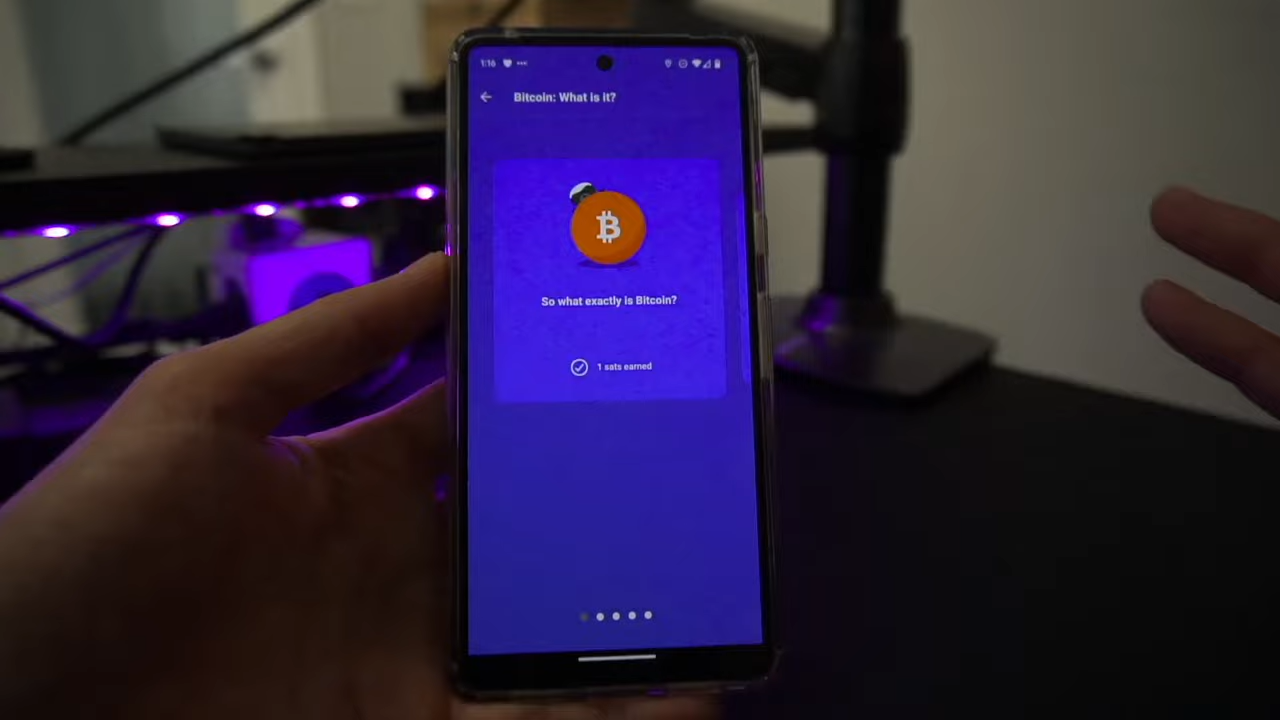 1:16
Bitcoin: What is it?
So what exactly is Bitcoin?
1 sats earned